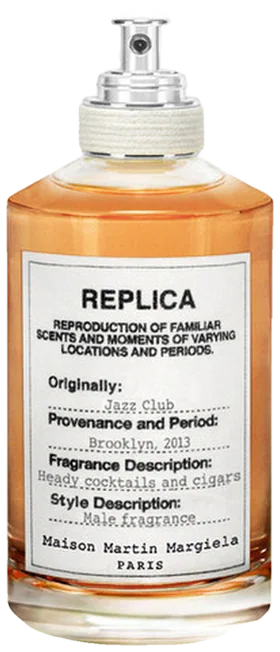 REPLICA
REPRODUCTION OF FAMILIAR
SCENTS AND MOMENTS OF VARYING
LOCATIONS AND PERIODS.
Originally:
Jazz Club
Provenance and Period:
Brooklyn, 2013
Fragrance Description:
Heady cocktails and cigars
Style Description:
Male fragrance
Maison Martin Margiela
PARIS